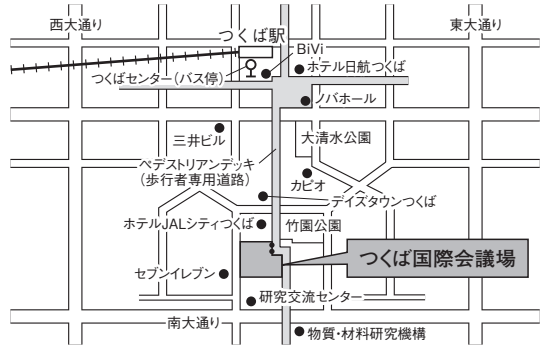 西大通り
東大通り
つくば駅
BiVi
ホテル日航つくば
つくばセンター(バス停)
ノバホール
三井ビル
大清水公園
ペデストリアンデッキ
(歩行者専用道路)
カピオ
デイズタウンつくば
ホテルJALシティつくば
竹園公園
つくば国際会議場
セブンイレブン
研究交流センター
南大通り
物質・材料研究機構